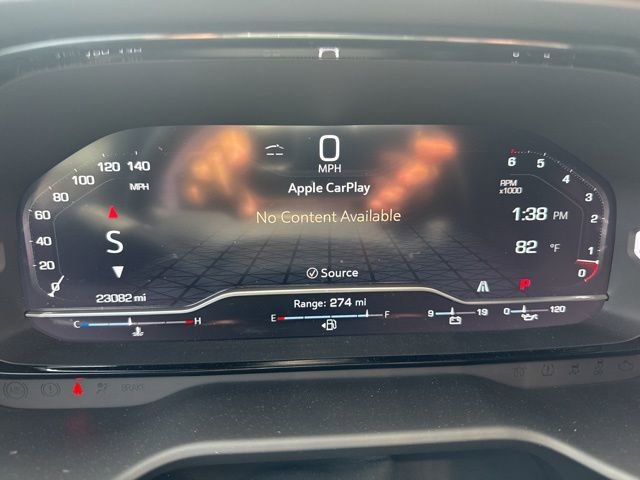 0
MPH
Apple CarPlay
No Content Available
Source
120 140
100
80
60
40
20
0
MPH
S
23082 mi
6 5 4 3 2 1 0
RPM
x1000
1:38 PM
82 °F
P
Range: 274 mi
C H
E F
9 19
0 120
BRAKE